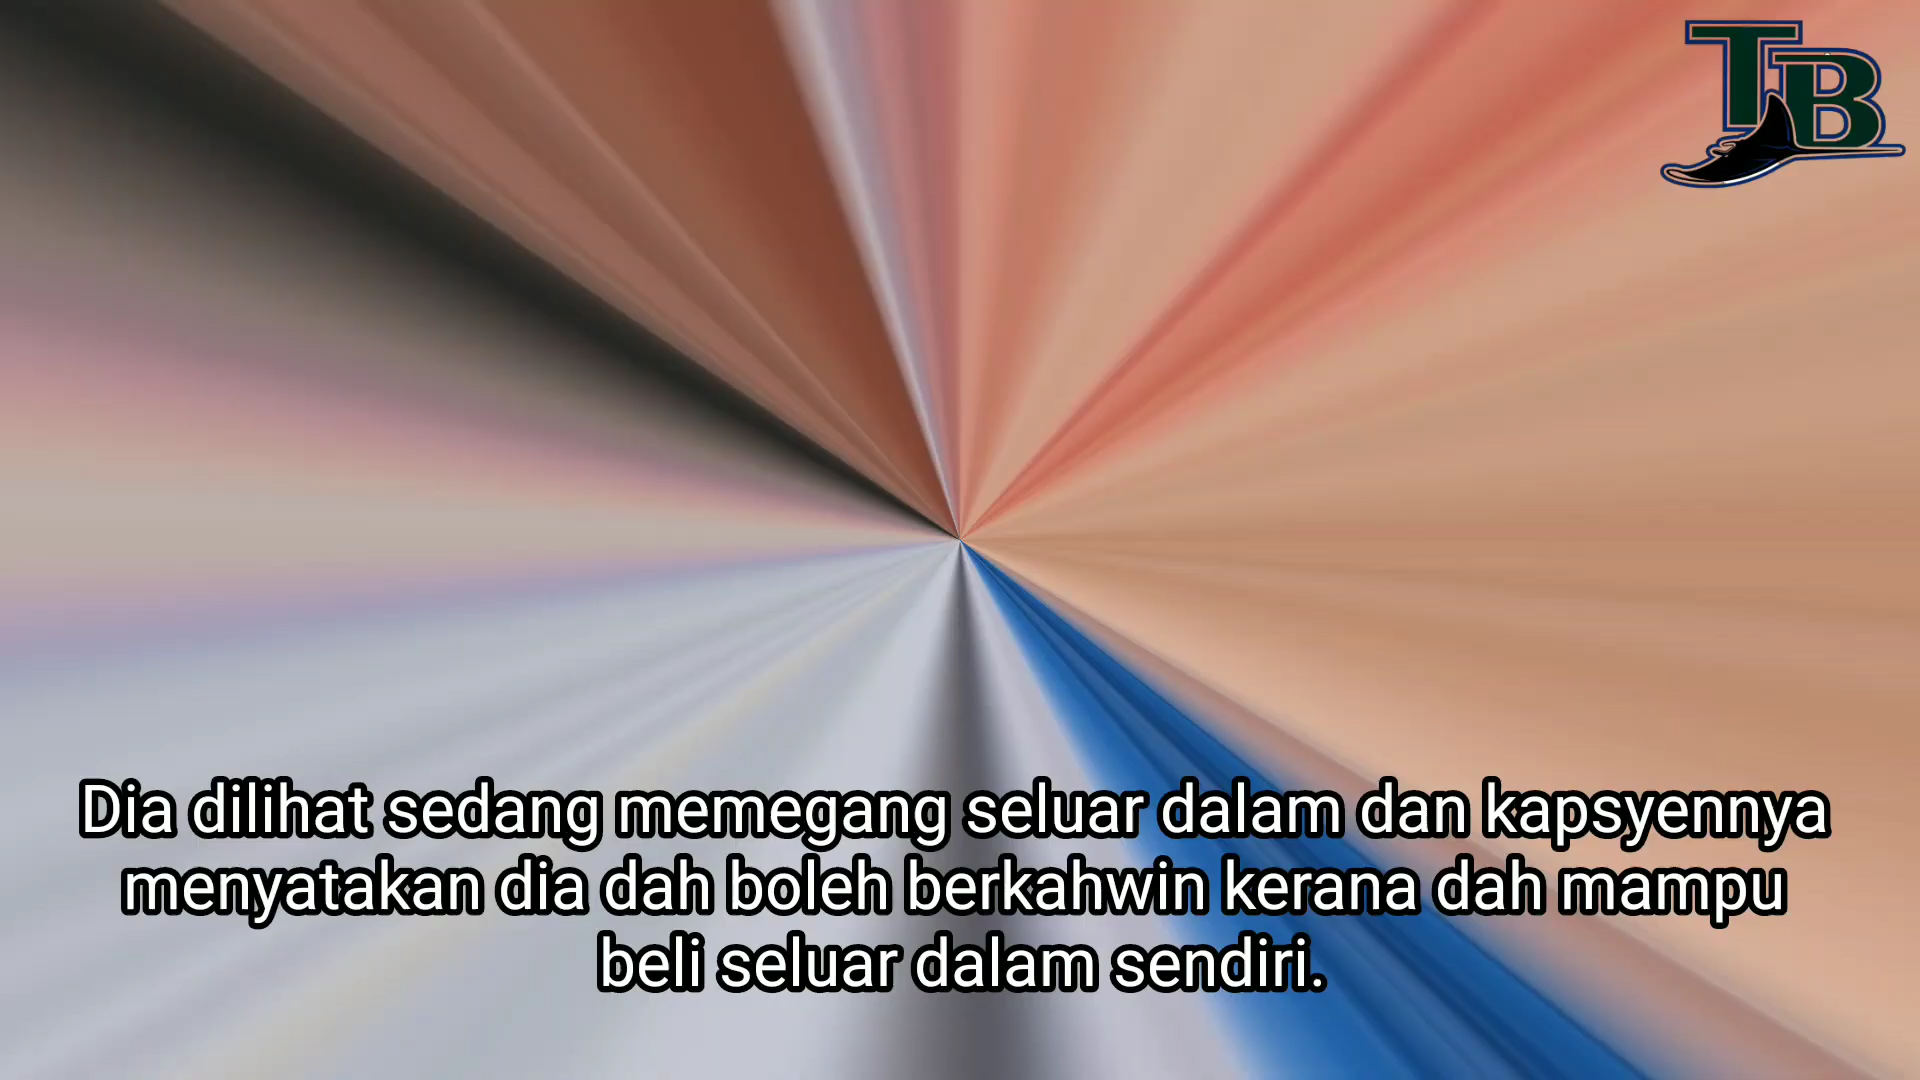 TB
Dia dilihat sedang memegang seluar dalam dan kapsyennya
menyatakan dia dah boleh berkahwin kerana dah mampu
beli seluar dalam sendiri.